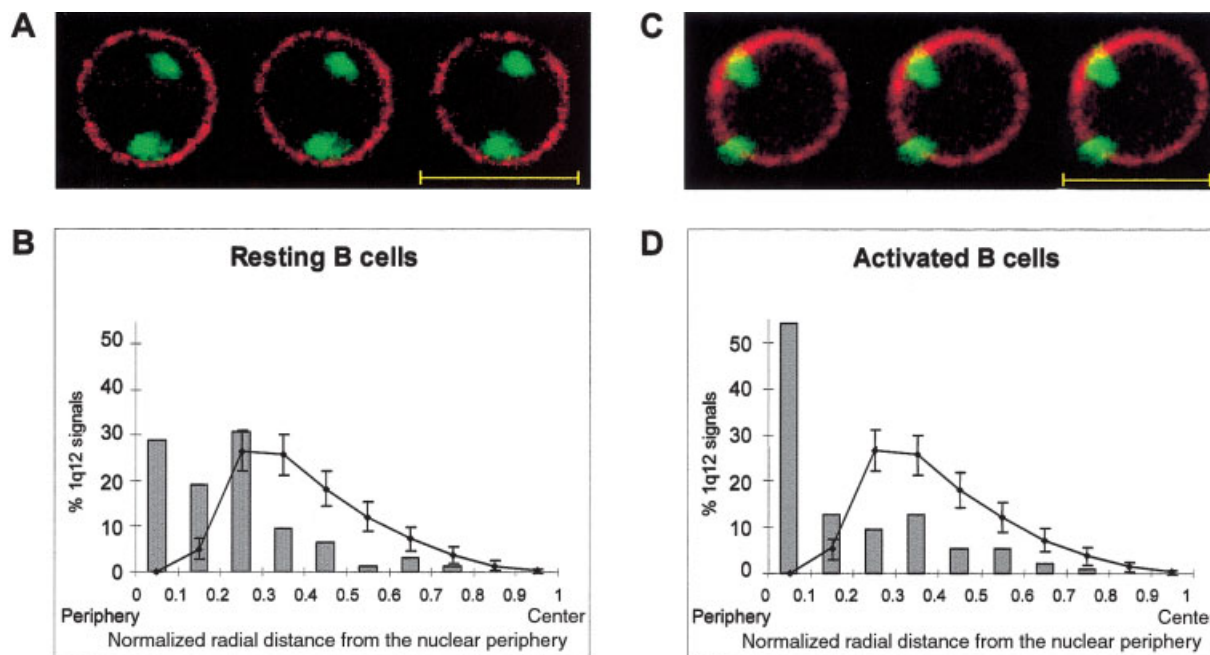 A
C
B
Resting B cells
% 1q12 signals
50
40
30
20
10
0
0 0.1 0.2 0.3 0.4 0.5 0.6 0.7 0.8 0.9 1
Periphery Center
Normalized radial distance from the nuclear periphery
D
Activated B cells
% 1q12 signals
50
40
30
20
10
0
0 0.1 0.2 0.3 0.4 0.5 0.6 0.7 0.8 0.9 1
Periphery Cente
Normalized radial distance from the nuclear periphery